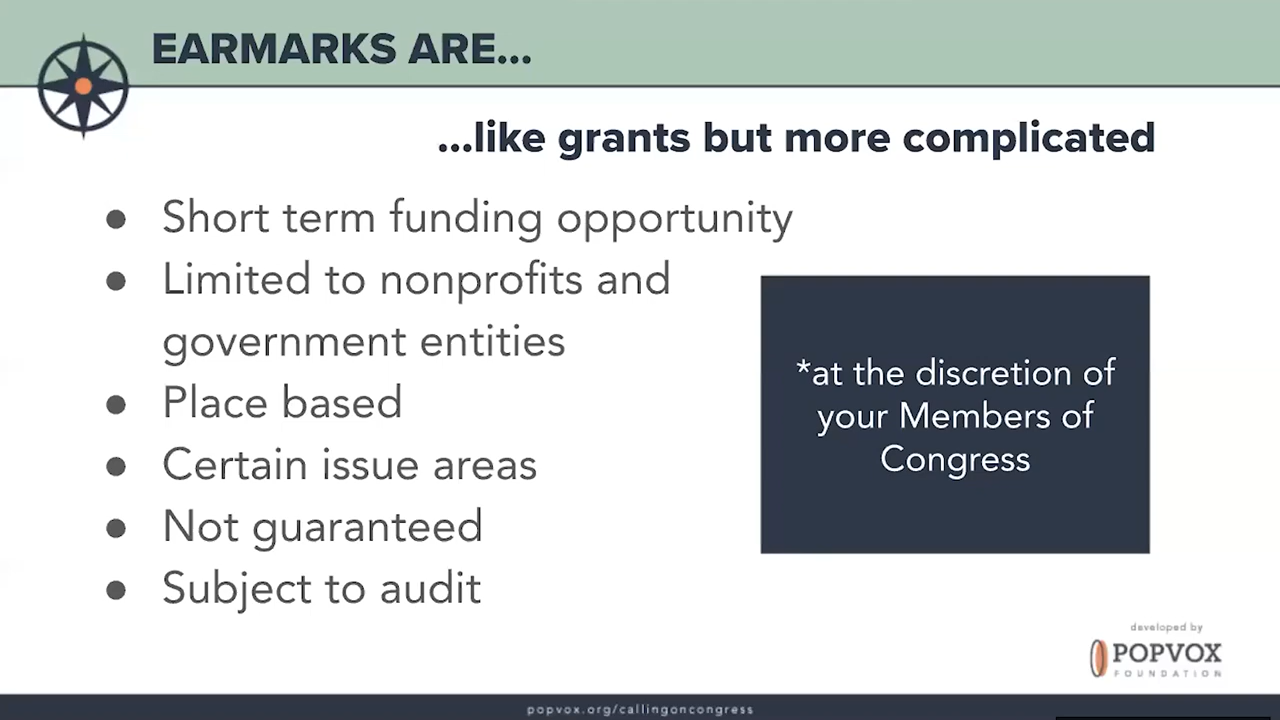 EARMARKS ARE...
...like grants but more complicated
● Short term funding opportunity
● Limited to nonprofits and
government entities
● Place based
● Certain issue areas
● Not guaranteed
● Subject to audit
*at the discretion of
your Members of
Congress
developed by
POPVOX
FOUNDATION
popvox.org/callingoncongress